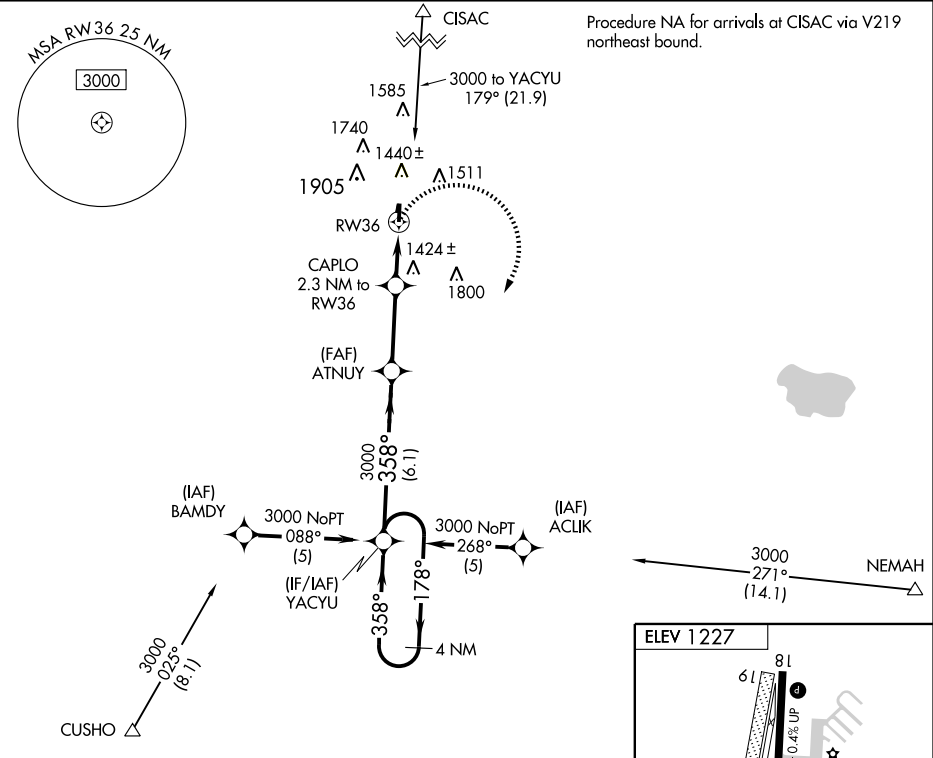 MSA RW36 25 NM
3000
CISAC
Procedure NA for arrivals at CISAC via V219
northeast bound.
3000 to YACYU
179° (21.9)
1585
1740
1440±
1905
1511
RW36
1424±
CAPLO
2.3 NM to
RW36
1800
(FAF)
ATNUY
3000
358°
(6.1)
(IAF)
BAMDY
3000 NoPT
088°
(5)
3000 NoPT
268°
(5)
(IAF)
ACLIK
(IF/IAF)
YACYU
358°
178°
4 NM
3000
271°
(14.1)
NEMAH
3000
025°
(8.1)
CUSHO
ELEV 1227
19
18
P
0.4% UP